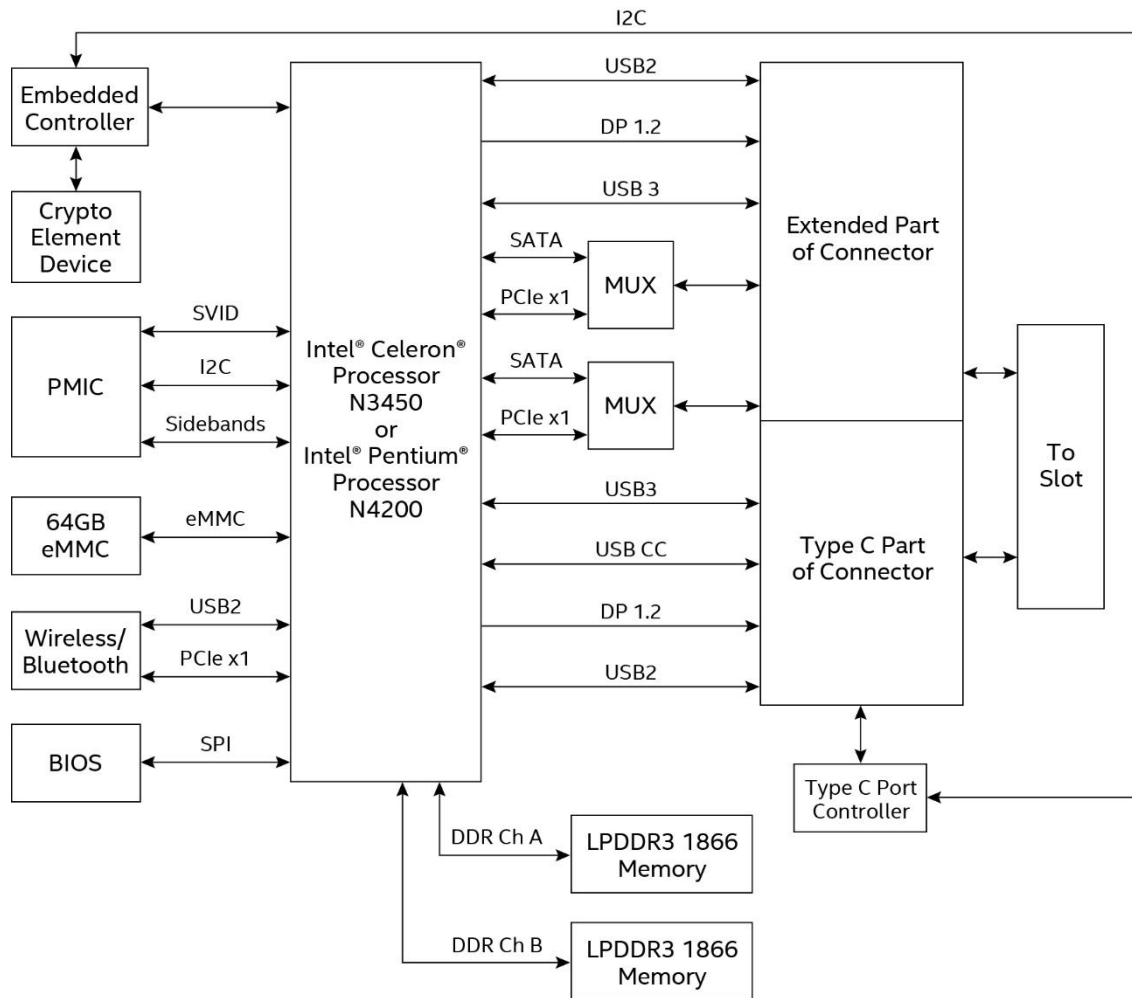 I2C
Embedded
Controller
Crypto
Element
Device
PMIC
SVID
I2C
Sidebands
64GB
eMMC
eMMC
Wireless/
Bluetooth
USB2
PCIe x1
BIOS
SPI
Intel® Celeron®
Processor
N3450
or
Intel® Pentium®
Processor
N4200
USB2
DP 1.2
USB 3
SATA
PCIe x1
MUX
SATA
PCIe x1
MUX
USB3
USB CC
DP 1.2
USB2
Extended Part
of Connector
Type C Part
of Connector
To
Slot
Type C Port
Controller
DDR Ch A
LPDDR3 1866
Memory
DDR Ch B
LPDDR3 1866
Memory